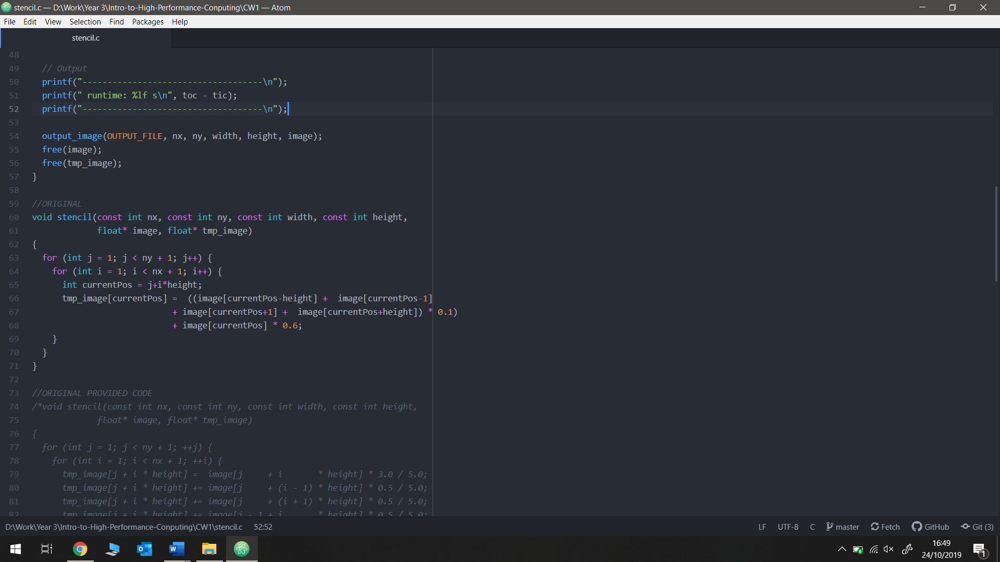 stencil.c — D:\Work\Year 3\Intro-to-High-Performance-Conputing\CW1 — Atom
File Edit View Selection Find Packages Help
stencil.c
48
49   // Output
50   printf("------------------------------------\n");
51   printf(" runtime: %lf s\n", toc - tic);
52   printf("------------------------------------\n");
53
54   output_image(OUTPUT_FILE, nx, ny, width, height, image);
55   free(image);
56   free(tmp_image);
57 }
58
59 //ORIGINAL
60 void stencil(const int nx, const int ny, const int width, const int height,
61              float* image, float* tmp_image)
62 {
63   for (int j = 1; j < ny + 1; j++) {
64     for (int i = 1; i < nx + 1; i++) {
65       int currentPos = j+i*height;
66       tmp_image[currentPos] =  ((image[currentPos-height] +  image[currentPos-1]
67                             + image[currentPos+1] +  image[currentPos+height]) * 0.1)
68                             + image[currentPos] * 0.6;
69     }
70   }
71 }
72
73 //ORIGINAL PROVIDED CODE
74 /*void stencil(const int nx, const int ny, const int width, const int height,
75              float* image, float* tmp_image)
76 {
77   for (int j = 1; j < ny + 1; ++j) {
78     for (int i = 1; i < nx + 1; ++i) {
79       tmp_image[j + i * height] =  image[j     + i       * height] * 3.0 / 5.0;
80       tmp_image[j + i * height] += image[j     + (i - 1) * height] * 0.5 / 5.0;
81       tmp_image[j + i * height] += image[j     + (i + 1) * height] * 0.5 / 5.0;
82       tmp_image[j + i * height] += image[j - 1 + i       * height] * 0.5 / 5.0;
D:\Work\Year 3\Intro-to-High-Performance-Conputing\CW1\stencil.c 52:52 LF UTF-8 C master Fetch GitHub Git (3)
16:49
24/10/2019
1